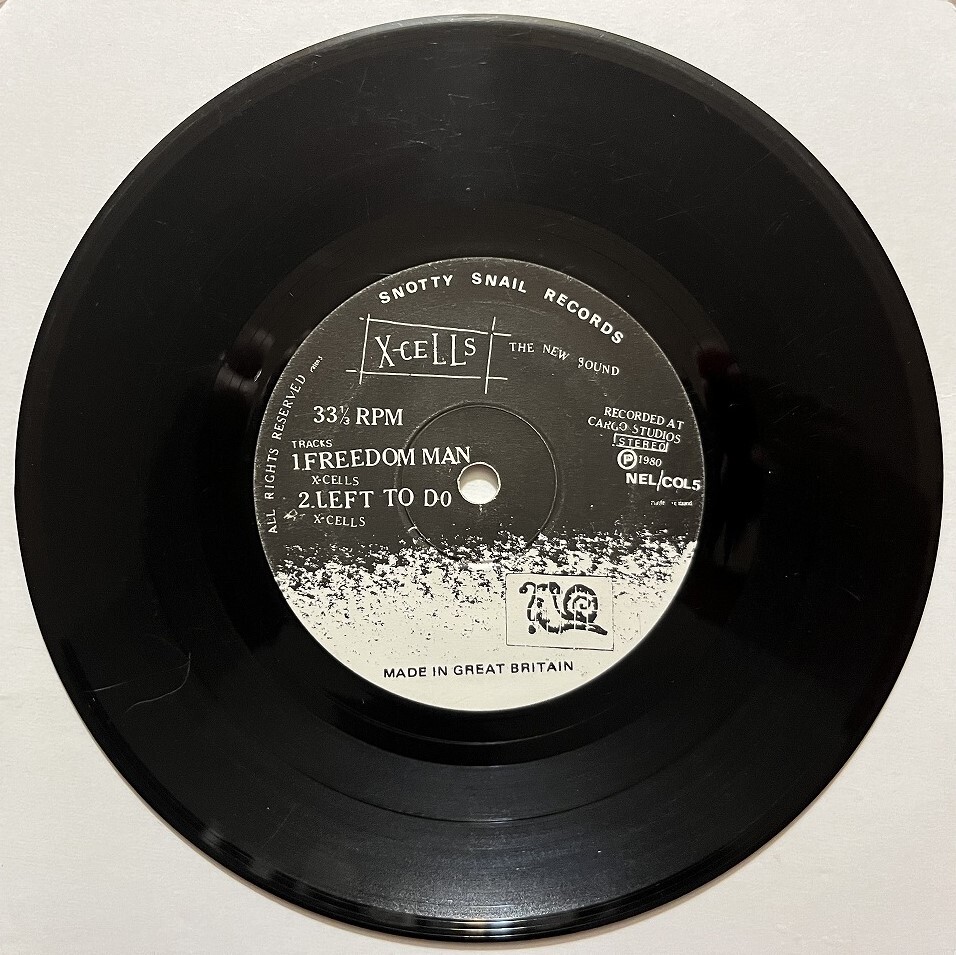 SNOTTY SNAIL RECORDS
X-CELLS
THE NEW SOUND
ALL RIGHTS RESERVED
33⅓ RPM
RECORDED AT
CARGO STUDIOS
STEREO
℗ 1980
NEL/COL5
TRACKS
1.FREEDOM MAN
X-CELLS
2.LEFT TO DO
X-CELLS
MADE IN GREAT BRITAIN